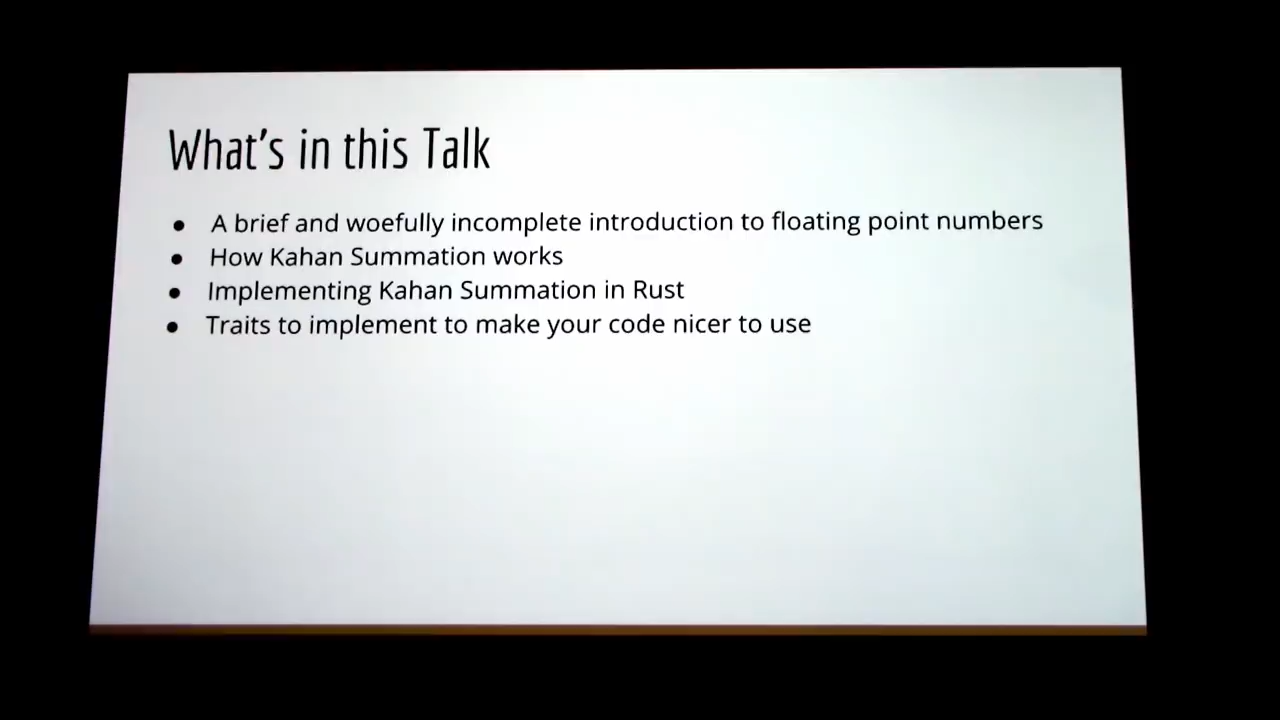 What's in this Talk
● A brief and woefully incomplete introduction to floating point numbers
● How Kahan Summation works
● Implementing Kahan Summation in Rust
● Traits to implement to make your code nicer to use